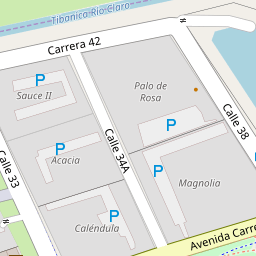 Tibanica Río Claro
Carrera 42
P
Sauce II
Palo de
Rosa
Calle 38
P
P
Acacia
Calle 34A
Calle 33
Magnolia
P
Caléndula
Avenida Carre